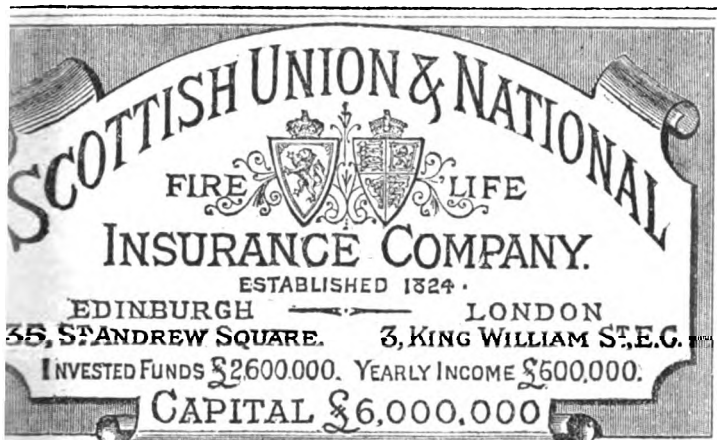 SCOTTISH UNION & NATIONAL
FIRE LIFE
INSURANCE COMPANY.
ESTABLISHED 1824.
EDINBURGH LONDON
35, ST. ANDREW SQUARE. 3, KING WILLIAM ST., E.C.
INVESTED FUNDS £2,600.000. YEARLY INCOME £600,000.
CAPITAL £6,000,000